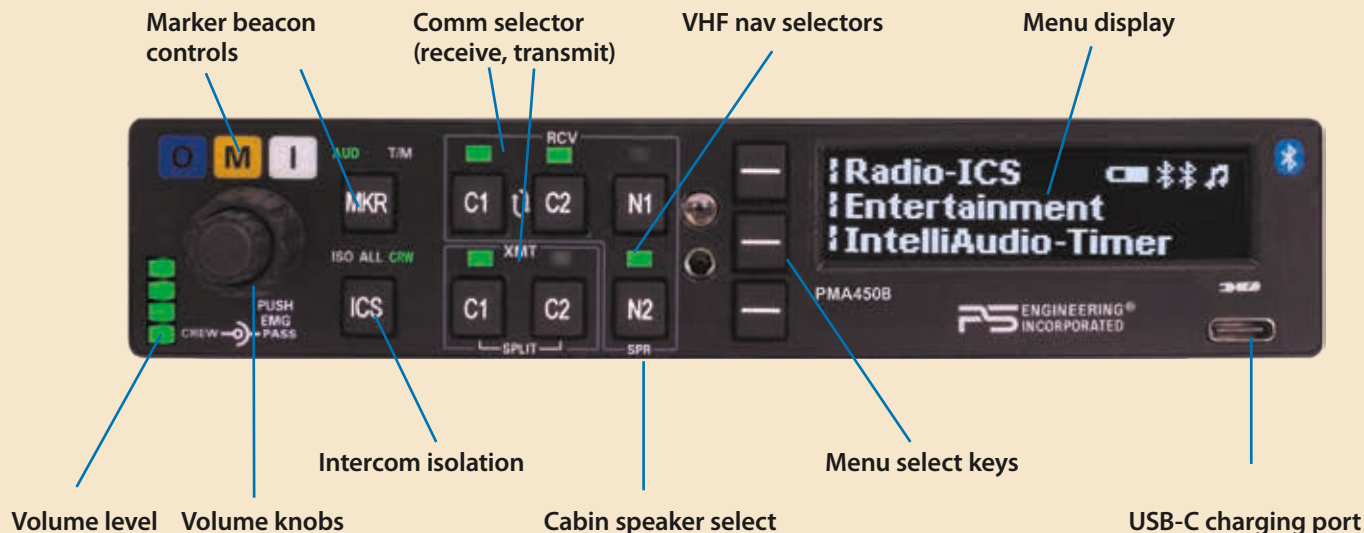 Marker beacon
controls
Comm selector
(receive, transmit)
VHF nav selectors
Menu display
O M I
AUD T/M
RCV
MKR
C1 C2 N1
Radio-ICS
Entertainment
IntelliAudio-Timer
ISO ALL CRW
XMT
ICS
C1 C2 N2
PUSH
EMG
CREW PASS
SPLIT
SPR
PMA450B
PS ENGINEERING®
INCORPORATED
Intercom isolation
Menu select keys
Volume level
Volume knobs
Cabin speaker select
USB-C charging port